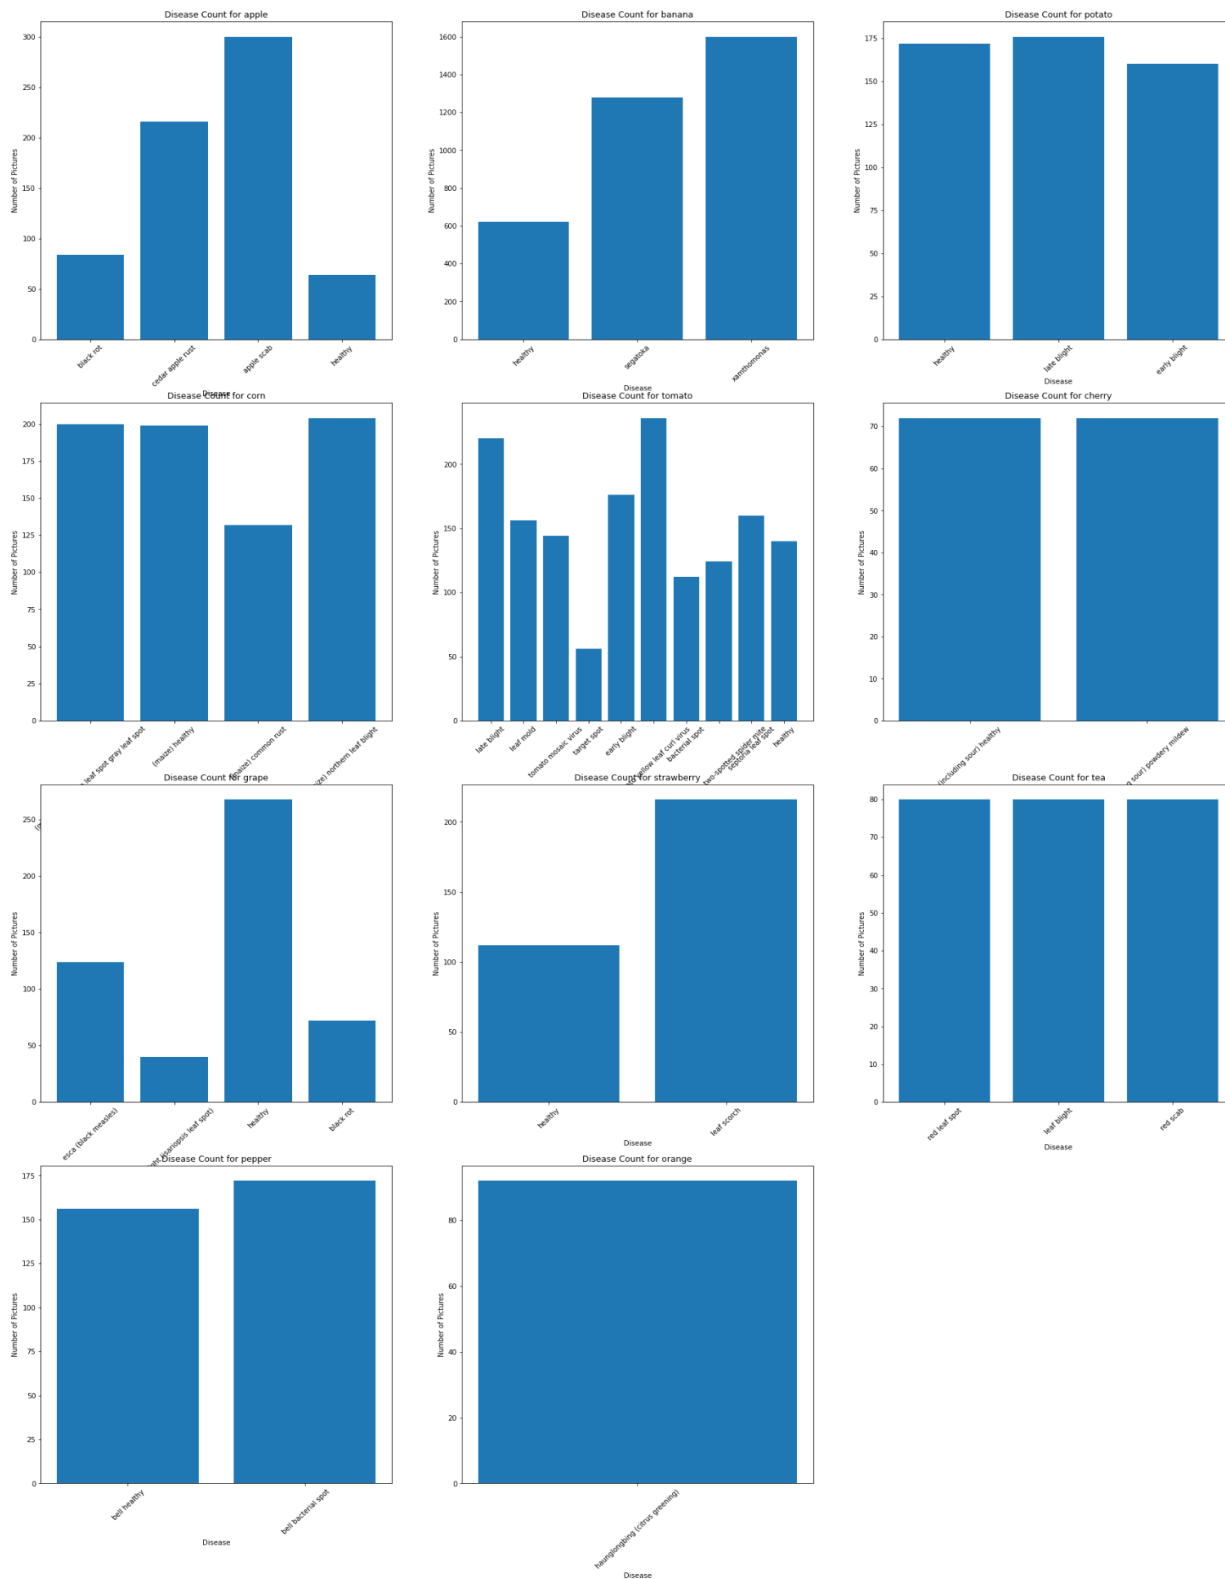 Disease Count for apple
Number of Pictures
300
250
200
150
100
50
0
black rot
cedar apple rust
apple scab
healthy
Disease
Disease Count for banana
Number of Pictures
1600
1400
1200
1000
800
600
400
200
0
healthy
segatoka
xamthomonas
Disease
Disease Count for potato
Number of Pictures
175
150
125
100
75
50
25
0
healthy
late blight
early blight
Disease
Disease Count for corn
Number of Pictures
200
175
150
125
100
75
50
25
0
leaf spot gray leaf spot
(maize) healthy
(maize) common rust
northern leaf blight
Disease Count for tomato
Number of Pictures
200
150
100
50
0
late blight
leaf mold
tomato mosaic virus
target spot
early blight
yellow leaf curl virus
bacterial spot
two-spotted spider mite
septoria leaf spot
healthy
Disease Count for cherry
Number of Pictures
70
60
50
40
30
20
10
0
(including sour) healthy
sour) powdery mildew
Disease Count for grape
Number of Pictures
250
200
150
100
50
0
esca (black measles)
(isariopsis leaf spot)
healthy
black rot
Disease Count for strawberry
Number of Pictures
200
150
100
50
0
healthy
leaf scorch
Disease
Disease Count for tea
Number of Pictures
80
70
60
50
40
30
20
10
0
red leaf spot
leaf blight
red scab
Disease
Disease Count for pepper
Number of Pictures
175
150
125
100
75
50
25
0
bell healthy
bell bacterial spot
Disease
Disease Count for orange
Number of Pictures
80
60
40
20
0
haunglongbing (citrus greening)
Disease